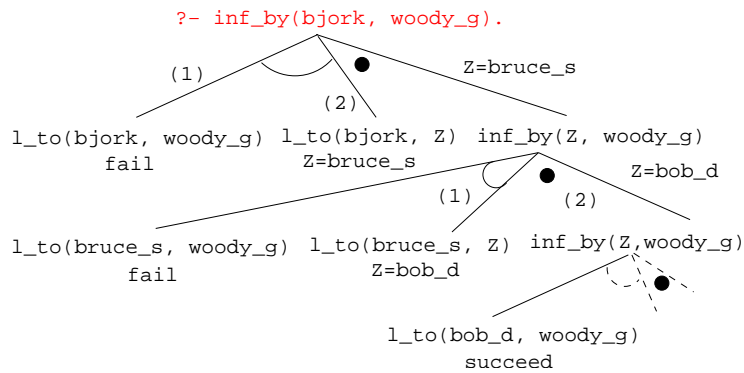 ?- inf_by(bjork, woody_g).
(1)
Z=bruce_s
(2)
l_to(bjork, woody_g) l_to(bjork, Z) inf_by(Z, woody_g)
fail
Z=bruce_s
Z=bob_d
(1)
(2)
l_to(bruce_s, woody_g) l_to(bruce_s, Z) inf_by(Z,woody_g)
fail
Z=bob_d
l_to(bob_d, woody_g)
succeed